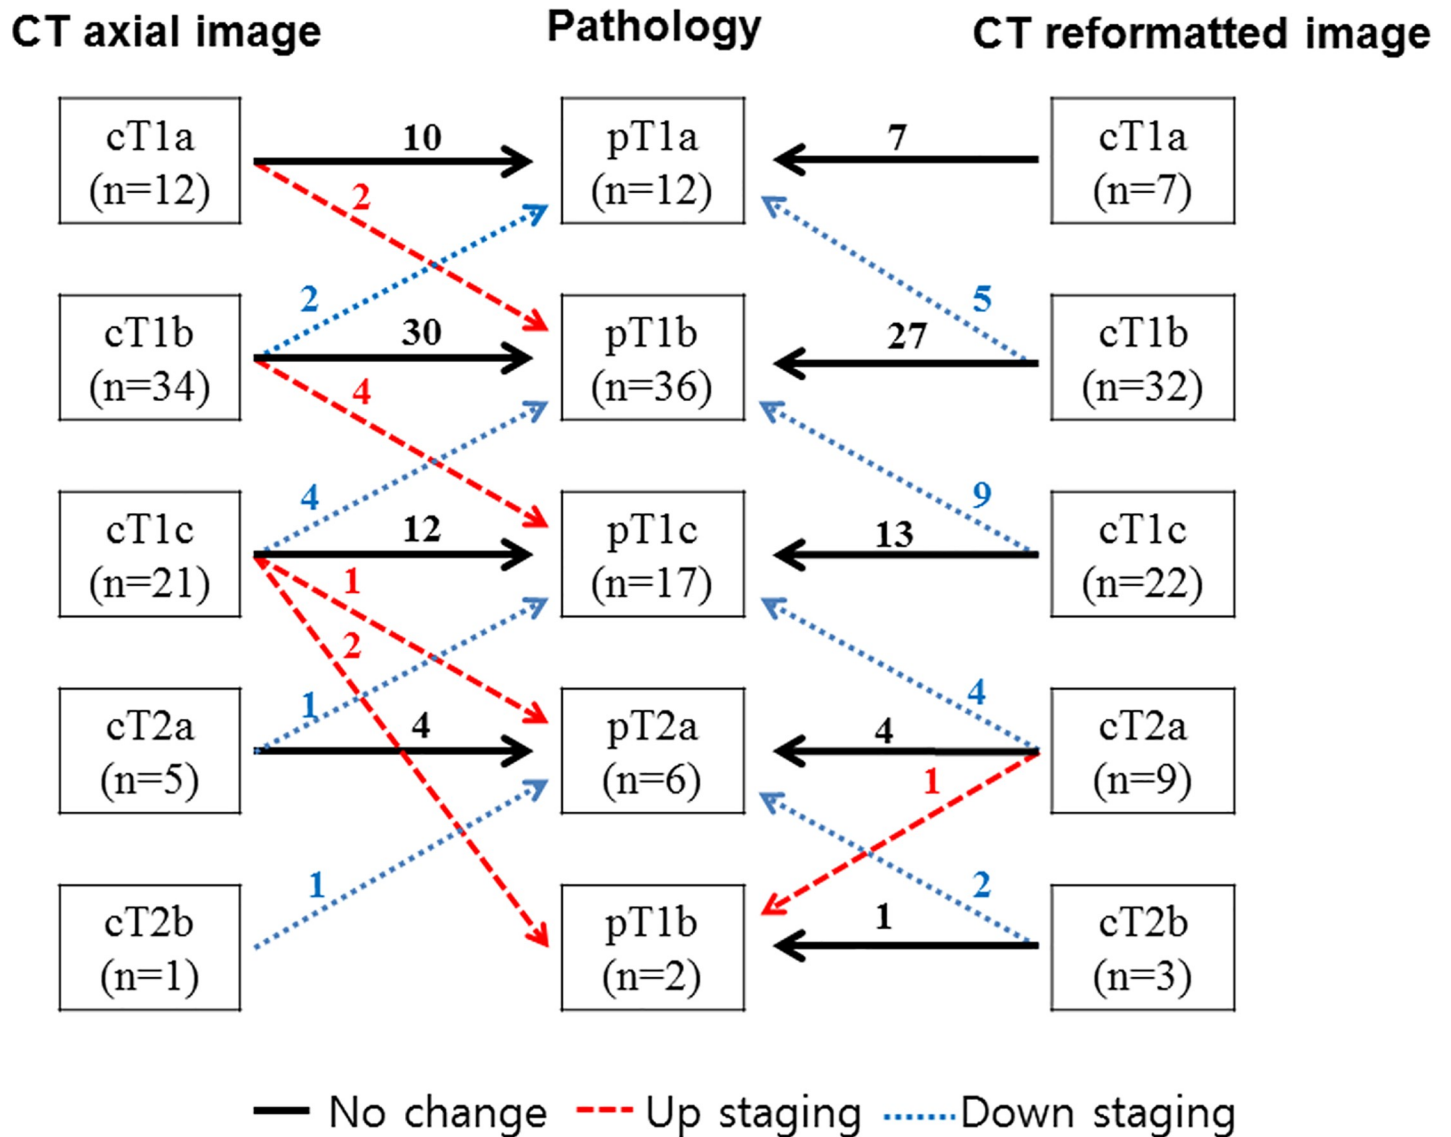 CT axial image
Pathology
CT reformatted image
cT1a
(n=12)
10
2
pT1a
(n=12)
7
cT1a
(n=7)
2
5
cT1b
(n=34)
30
4
pT1b
(n=36)
27
cT1b
(n=32)
4
9
cT1c
(n=21)
12
1
2
pT1c
(n=17)
13
cT1c
(n=22)
1
4
cT2a
(n=5)
4
pT2a
(n=6)
4
1
cT2a
(n=9)
1
2
cT2b
(n=1)
pT1b
(n=2)
1
cT2b
(n=3)
No change
Up staging
Down staging